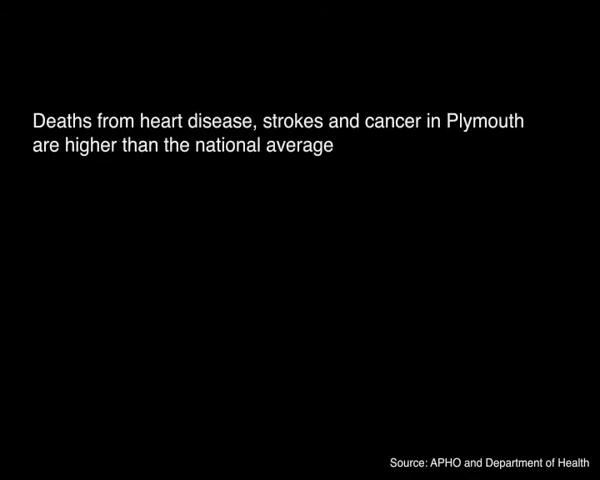 Deaths from heart disease, strokes and cancer in Plymouth
are higher than the national average
Source: APHO and Department of Health